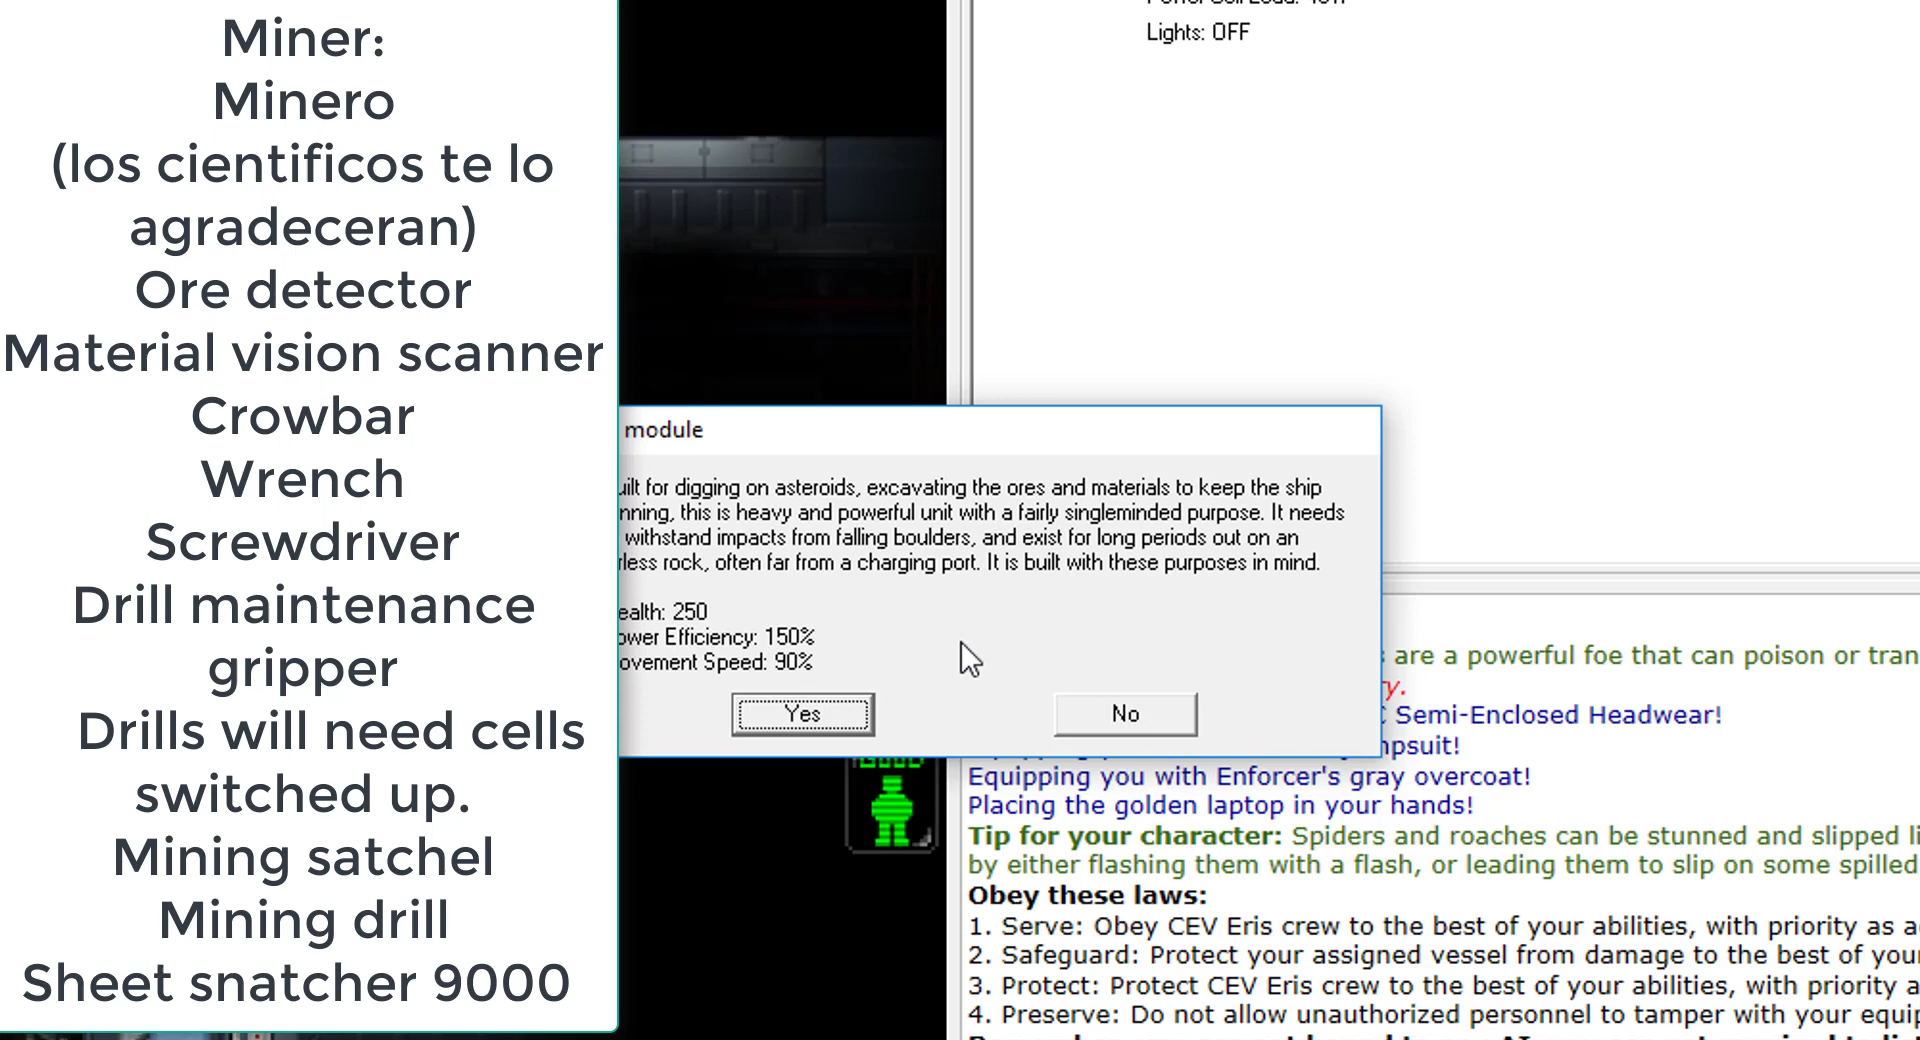 Miner:
Minero
(los cientificos te lo
agradeceran)
Ore detector
Material vision scanner
Crowbar
Wrench
Screwdriver
Drill maintenance
gripper
Drills will need cells
switched up.
Mining satchel
Mining drill
Sheet snatcher 9000
Lights: OFF
module
uilt for digging on asteroids, excavating the ores and materials to keep the ship
nning, this is heavy and powerful unit with a fairly singleminded purpose. It needs
withstand impacts from falling boulders, and exist for long periods out on an
rless rock, often far from a charging port. It is built with these purposes in mind.
ealth: 250
ower Efficiency: 150%
ovement Speed: 90%
Yes
No
are a powerful foe that can poison or tran
y.
C Semi-Enclosed Headwear!
mpsuit!
Equipping you with Enforcer's gray overcoat!
Placing the golden laptop in your hands!
Tip for your character: Spiders and roaches can be stunned and slipped li
by either flashing them with a flash, or leading them to slip on some spilled
Obey these laws:
1. Serve: Obey CEV Eris crew to the best of your abilities, with priority as a
2. Safeguard: Protect your assigned vessel from damage to the best of your
3. Protect: Protect CEV Eris crew to the best of your abilities, with priority a
4. Preserve: Do not allow unauthorized personnel to tamper with your equip